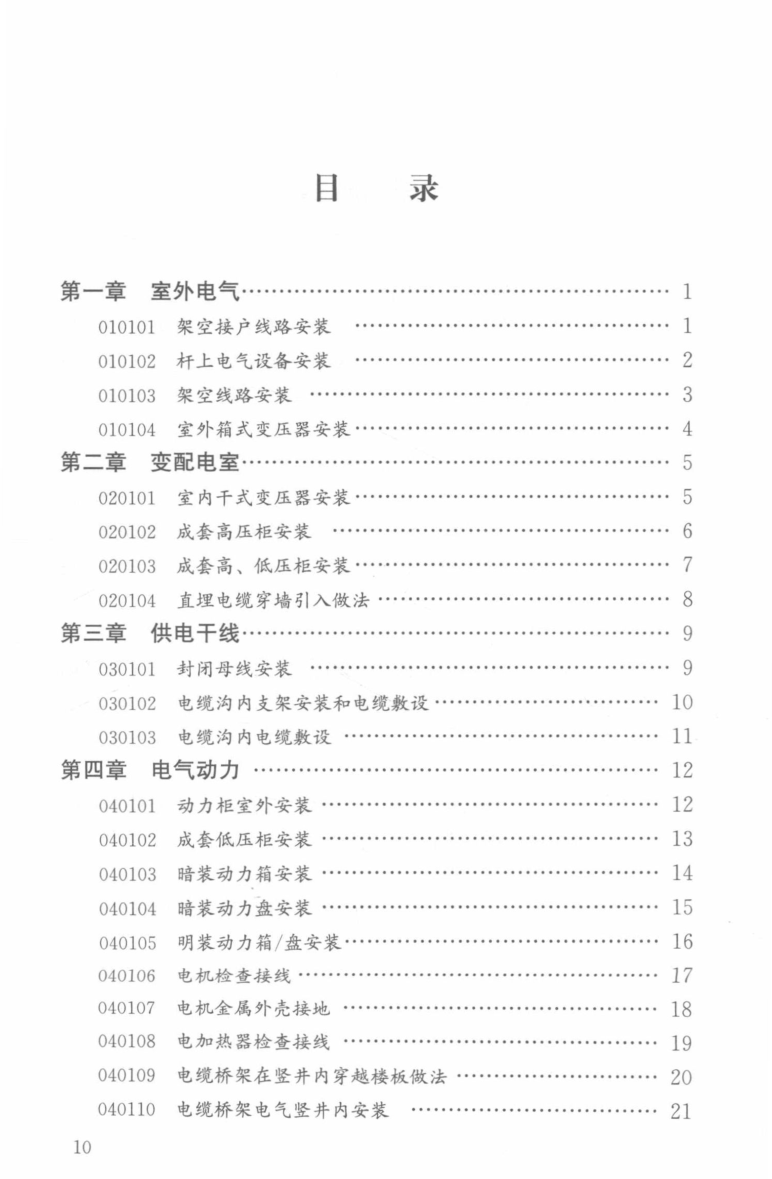 目 录
第一章 室外电气…………………………………………… 1
010101 架空接户线路安装 ……………………………… 1
010102 杆上电气设备安装 ……………………………… 2
010103 架空线路安装 …………………………………… 3
010104 室外箱式变压器安装……………………………… 4
第二章 变配电室…………………………………………… 5
020101 室内干式变压器安装……………………………… 5
020102 成套高压柜安装 ………………………………… 6
020103 成套高、低压柜安装……………………………… 7
020104 直埋电缆穿墙引入做法…………………………… 8
第三章 供电干线…………………………………………… 9
030101 封闭母线安装 …………………………………… 9
030102 电缆沟内支架安装和电缆敷设…………………… 10
030103 电缆沟内电缆敷设 ……………………………… 11
第四章 电气动力 ………………………………………… 12
040101 动力柜室外安装 ………………………………… 12
040102 成套低压柜安装 ………………………………… 13
040103 暗装动力箱安装 ………………………………… 14
040104 暗装动力盘安装 ………………………………… 15
040105 明装动力箱/盘安装……………………………… 16
040106 电机检查接线…………………………………… 17
040107 电机金属外壳接地 ……………………………… 18
040108 电加热器检查接线 ……………………………… 19
040109 电缆桥架在竖井内穿越楼板做法 ……………… 20
040110 电缆桥架电气竖井内安装 ……………………… 21
10